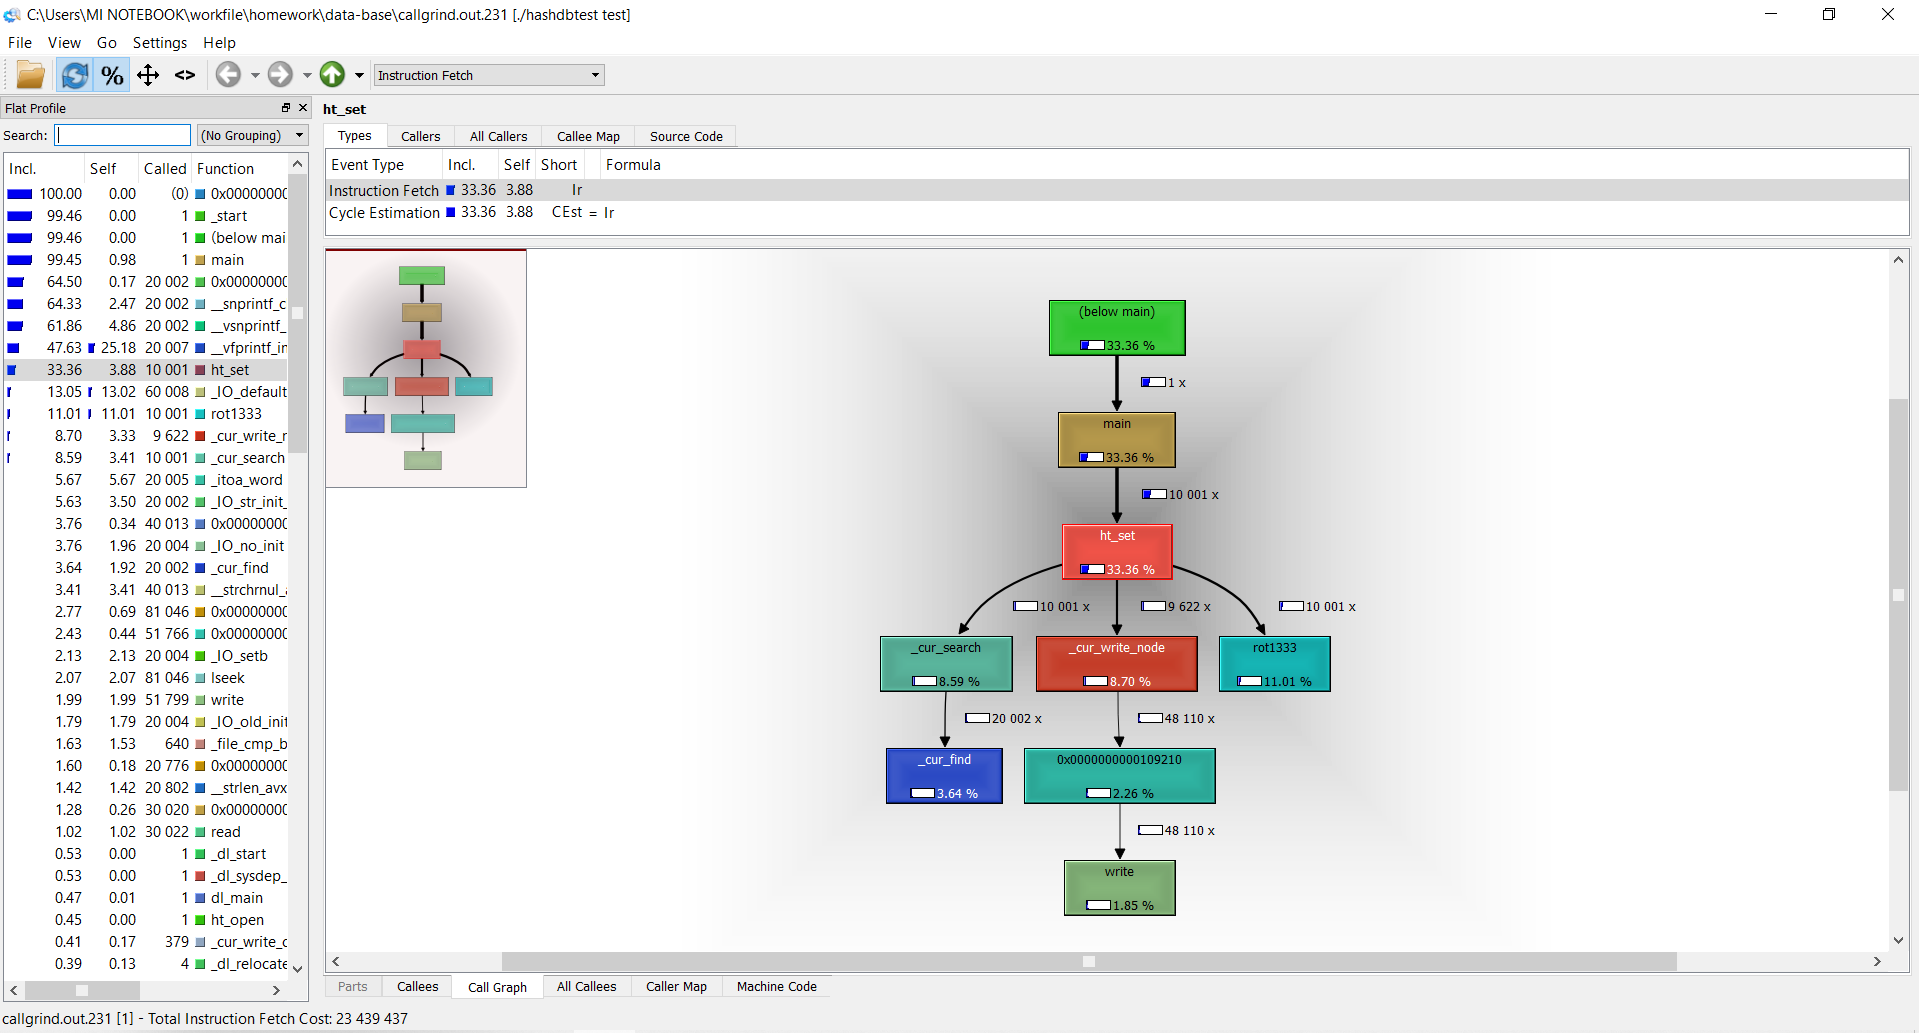 C:\Users\MI NOTEBOOK\workfile\homework\data-base\callgrind.out.231 [./hashdbtest test]
File View Go Settings Help
% <> Instruction Fetch
Flat Profile
Search: (No Grouping)
Incl. Self Called Function
100.00 0.00 (0) 0x0000000C
99.46 0.00 1 _start
99.46 0.00 1 (below mai
99.45 0.98 1 main
64.50 0.17 20 002 0x0000000C
64.33 2.47 20 002 __snprintf_c
61.86 4.86 20 002 __vsnprintf_
47.63 25.18 20 007 __vfprintf_in
33.36 3.88 10 001 ht_set
13.05 13.02 60 008 _IO_default
11.01 11.01 10 001 rot1333
8.70 3.33 9 622 _cur_write_r
8.59 3.41 10 001 _cur_search
5.67 5.67 20 005 _itoa_word
5.63 3.50 20 002 _IO_str_init_
3.76 0.34 40 013 0x0000000C
3.76 1.96 20 004 _IO_no_init
3.64 1.92 20 002 _cur_find
3.41 3.41 40 013 __strchrnul_a
2.77 0.69 81 046 0x0000000C
2.43 0.44 51 766 0x0000000C
2.13 2.13 20 004 _IO_setb
2.07 2.07 81 046 lseek
1.99 1.99 51 799 write
1.79 1.79 20 004 _IO_old_init
1.63 1.53 640 _file_cmp_b
1.60 0.18 20 776 0x0000000C
1.42 1.42 20 802 __strlen_avx
1.28 0.26 30 020 0x0000000C
1.02 1.02 30 022 read
0.53 0.00 1 _dl_start
0.53 0.00 1 _dl_sysdep_
0.47 0.01 1 dl_main
0.45 0.00 1 ht_open
0.41 0.17 379 _cur_write_c
0.39 0.13 4 _dl_relocate
ht_set
Types Callers All Callers Callee Map Source Code
Event Type Incl. Self Short Formula
Instruction Fetch 33.36 3.88 Ir
Cycle Estimation 33.36 3.88 CEst = Ir
(below main)
33.36 %
1 x
main
33.36 %
10 001 x
ht_set
33.36 %
10 001 x 9 622 x 10 001 x
_cur_search _cur_write_node rot1333
8.59 % 8.70 % 11.01 %
20 002 x 48 110 x
_cur_find 0x0000000000109210
3.64 % 2.26 %
48 110 x
write
1.85 %
Parts Callees Call Graph All Callees Caller Map Machine Code
callgrind.out.231 [1] - Total Instruction Fetch Cost: 23 439 437